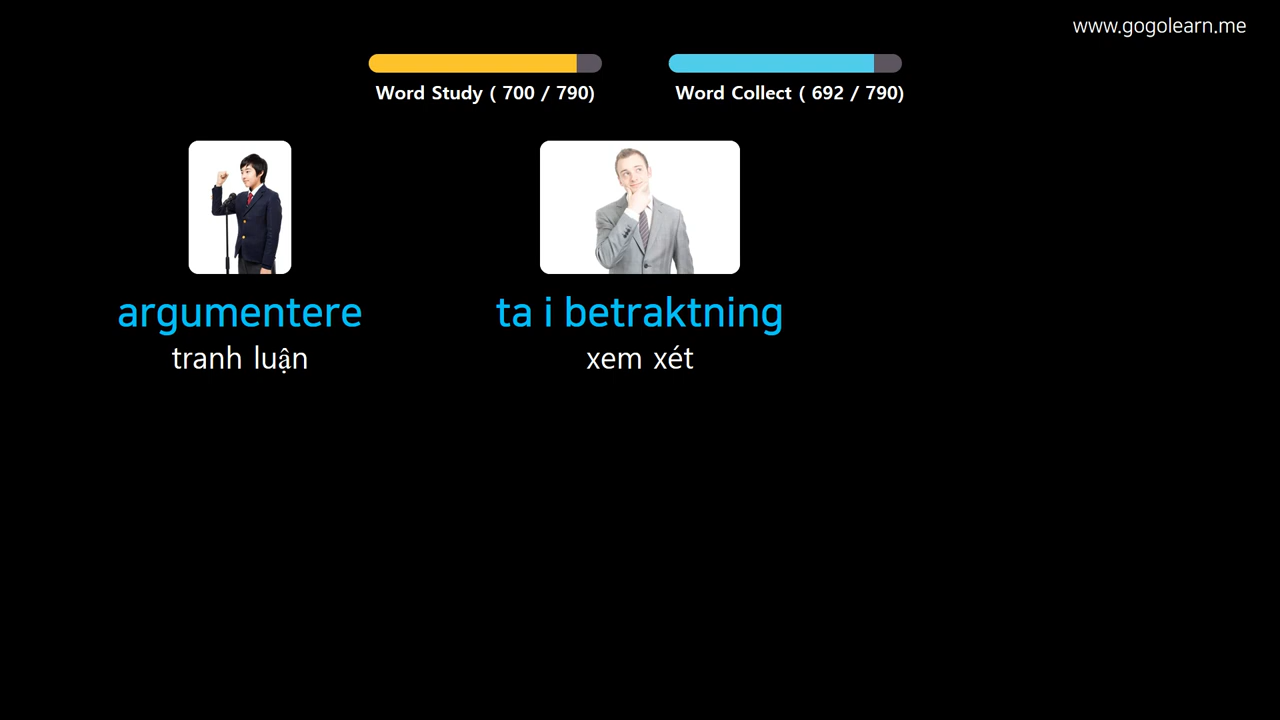 www.gogolearn.me
Word Study ( 700 / 790)
Word Collect ( 692 / 790)
argumentere
tranh luận
ta i betraktning
xem xét